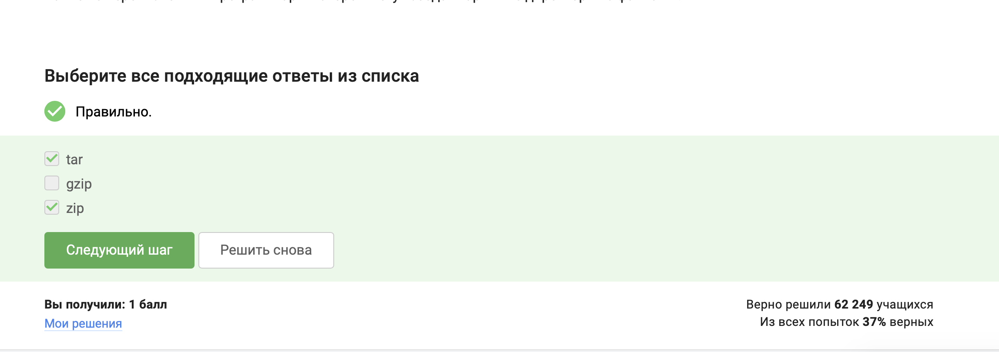 Выберите все подходящие ответы из списка
Правильно.
tar
gzip
zip
Следующий шаг
Решить снова
Вы получили: 1 балл
Мои решения
Верно решили 62 249 учащихся
Из всех попыток 37% верных